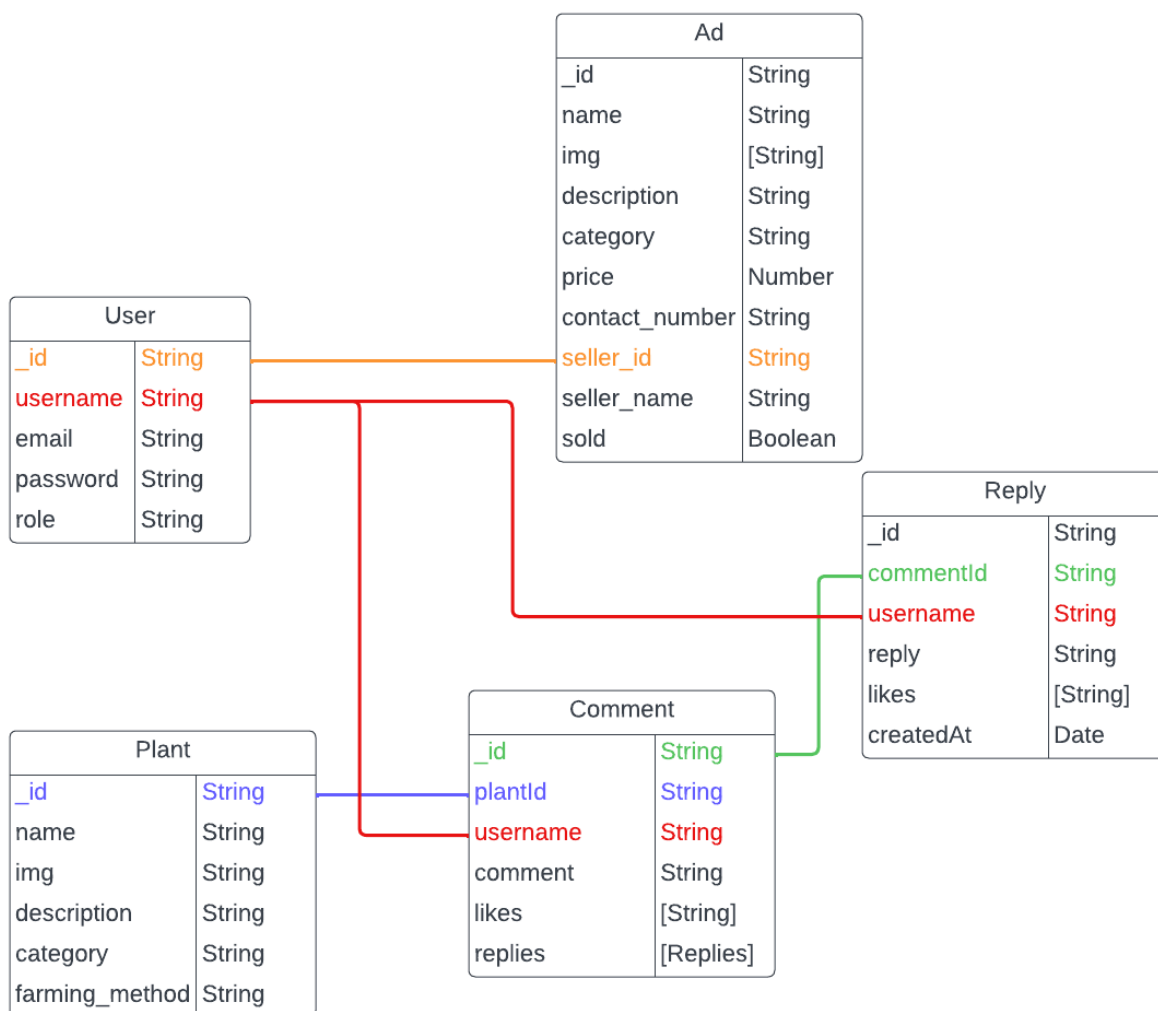 Ad
_id String
name String
img [String]
description String
category String
price Number
contact_number String
seller_id String
seller_name String
sold Boolean
User
_id String
username String
email String
password String
role String
Reply
_id String
commentId String
username String
reply String
likes [String]
createdAt Date
Comment
_id String
plantId String
username String
comment String
likes [String]
replies [Replies]
Plant
_id String
name String
img String
description String
category String
farming_method String